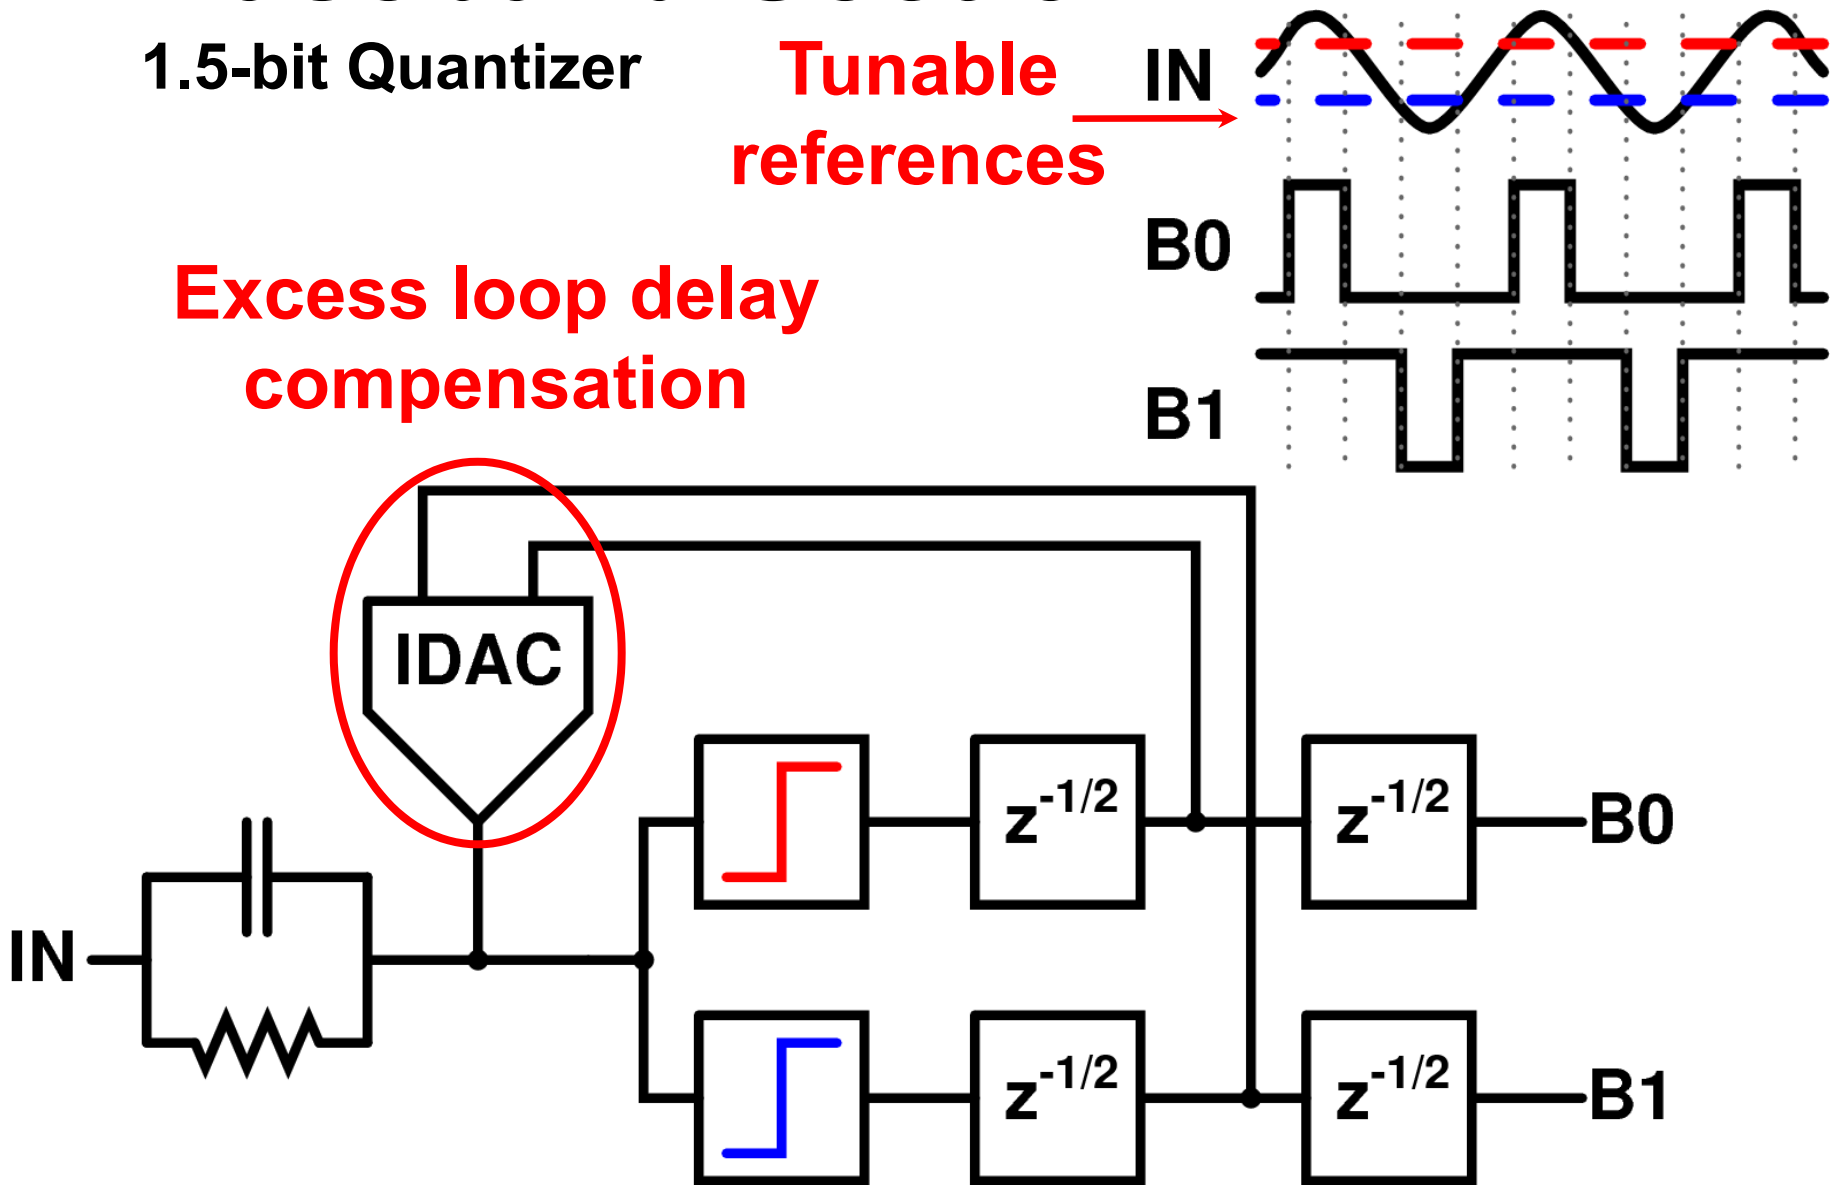 1.5-bit Quantizer
Tunable
references
IN
B0
B1
Excess loop delay
compensation
IDAC
z-1/2
z-1/2
B0
IN
z-1/2
z-1/2
B1